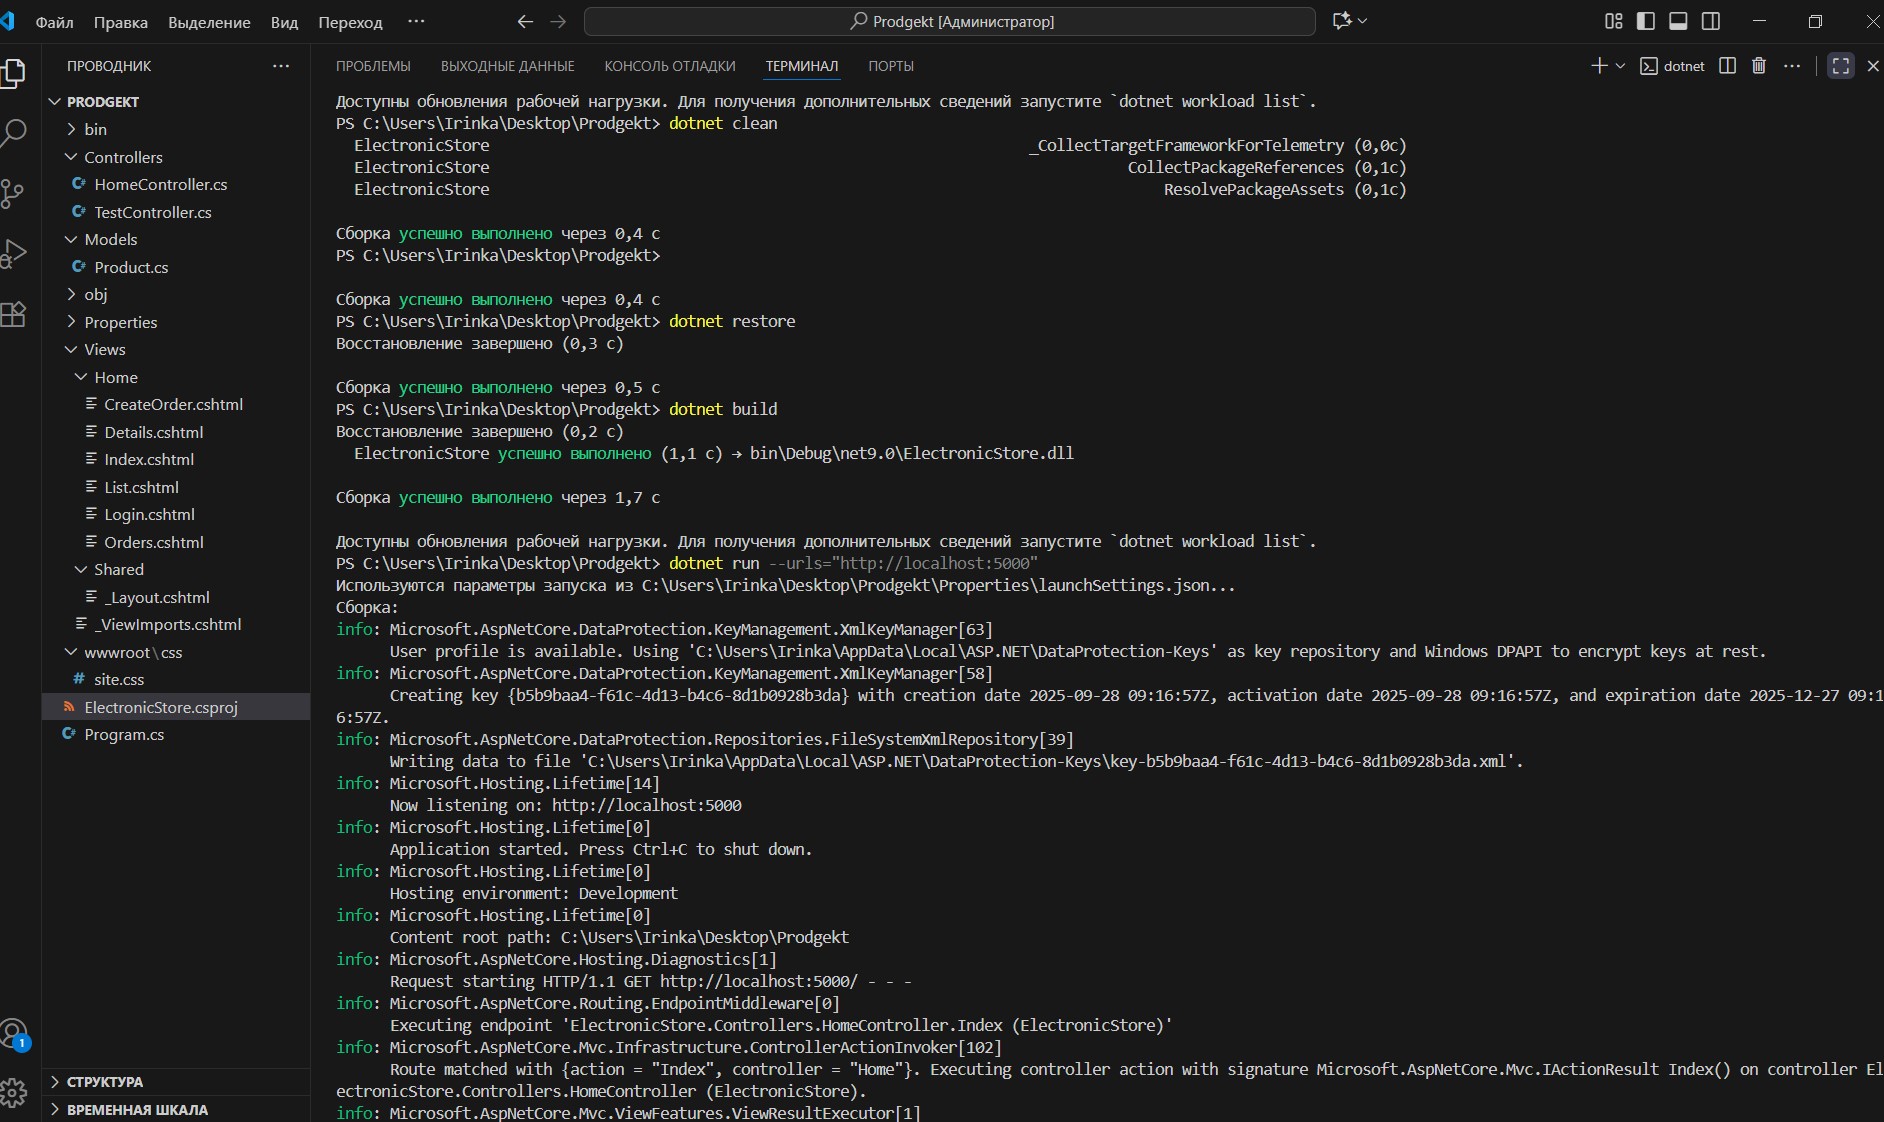 Файл Правка Выделение Вид Переход ··· Prodgekt [Администратор]
ПРОВОДНИК ···
PRODGEKT
bin
Controllers
C# HomeController.cs
C# TestController.cs
Models
C# Product.cs
obj
Properties
Views
Home
CreateOrder.cshtml
Details.cshtml
Index.cshtml
List.cshtml
Login.cshtml
Orders.cshtml
Shared
_Layout.cshtml
_ViewImports.cshtml
wwwroot\css
# site.css
ElectronicStore.csproj
C# Program.cs
1
СТРУКТУРА
ВРЕМЕННАЯ ШКАЛА
ПРОБЛЕМЫ ВЫХОДНЫЕ ДАННЫЕ КОНСОЛЬ ОТЛАДКИ ТЕРМИНАЛ ПОРТЫ dotnet ···
Доступны обновления рабочей нагрузки. Для получения дополнительных сведений запустите `dotnet workload list`.
PS C:\Users\Irinka\Desktop\Prodgekt> dotnet clean
ElectronicStore _CollectTargetFrameworkForTelemetry (0,0с)
ElectronicStore CollectPackageReferences (0,1с)
ElectronicStore ResolvePackageAssets (0,1с)
Сборка успешно выполнено через 0,4 с
PS C:\Users\Irinka\Desktop\Prodgekt>
Сборка успешно выполнено через 0,4 с
PS C:\Users\Irinka\Desktop\Prodgekt> dotnet restore
Восстановление завершено (0,3 с)
Сборка успешно выполнено через 0,5 с
PS C:\Users\Irinka\Desktop\Prodgekt> dotnet build
Восстановление завершено (0,2 с)
ElectronicStore успешно выполнено (1,1 с) → bin\Debug\net9.0\ElectronicStore.dll
Сборка успешно выполнено через 1,7 с
Доступны обновления рабочей нагрузки. Для получения дополнительных сведений запустите `dotnet workload list`.
PS C:\Users\Irinka\Desktop\Prodgekt> dotnet run --urls="http://localhost:5000"
Используются параметры запуска из C:\Users\Irinka\Desktop\Prodgekt\Properties\launchSettings.json...
Сборка:
info: Microsoft.AspNetCore.DataProtection.KeyManagement.XmlKeyManager[63]
User profile is available. Using 'C:\Users\Irinka\AppData\Local\ASP.NET\DataProtection-Keys' as key repository and Windows DPAPI to encrypt keys at rest.
info: Microsoft.AspNetCore.DataProtection.KeyManagement.XmlKeyManager[58]
Creating key {b5b9baa4-f61c-4d13-b4c6-8d1b0928b3da} with creation date 2025-09-28 09:16:57Z, activation date 2025-09-28 09:16:57Z, and expiration date 2025-12-27 09:1
6:57Z.
info: Microsoft.AspNetCore.DataProtection.Repositories.FileSystemXmlRepository[39]
Writing data to file 'C:\Users\Irinka\AppData\Local\ASP.NET\DataProtection-Keys\key-b5b9baa4-f61c-4d13-b4c6-8d1b0928b3da.xml'.
info: Microsoft.Hosting.Lifetime[14]
Now listening on: http://localhost:5000
info: Microsoft.Hosting.Lifetime[0]
Application started. Press Ctrl+C to shut down.
info: Microsoft.Hosting.Lifetime[0]
Hosting environment: Development
info: Microsoft.Hosting.Lifetime[0]
Content root path: C:\Users\Irinka\Desktop\Prodgekt
info: Microsoft.AspNetCore.Hosting.Diagnostics[1]
Request starting HTTP/1.1 GET http://localhost:5000/ - - -
info: Microsoft.AspNetCore.Routing.EndpointMiddleware[0]
Executing endpoint 'ElectronicStore.Controllers.HomeController.Index (ElectronicStore)'
info: Microsoft.AspNetCore.Mvc.Infrastructure.ControllerActionInvoker[102]
Route matched with {action = "Index", controller = "Home"}. Executing controller action with signature Microsoft.AspNetCore.Mvc.IActionResult Index() on controller El
ectronicStore.Controllers.HomeController (ElectronicStore).
info: Microsoft.AspNetCore.Mvc.ViewFeatures.ViewResultExecutor[1]